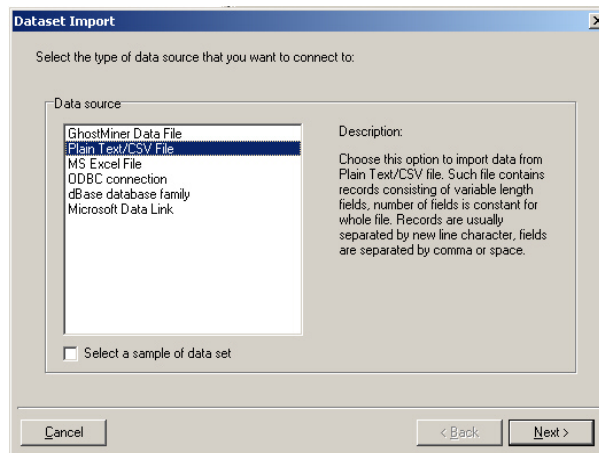 Dataset Import
Select the type of data source that you want to connect to:
Data source
GhostMiner Data File
Plain Text/CSV File
MS Excel File
ODBC connection
dBase database family
Microsoft Data Link
Description:
Choose this option to import data from
Plain Text/CSV file. Such file contains
records consisting of variable length
fields, number of fields is constant for
whole file. Records are usually
separated by new line character, fields
are separated by comma or space.
Select a sample of data set
Cancel
< Back
Next >